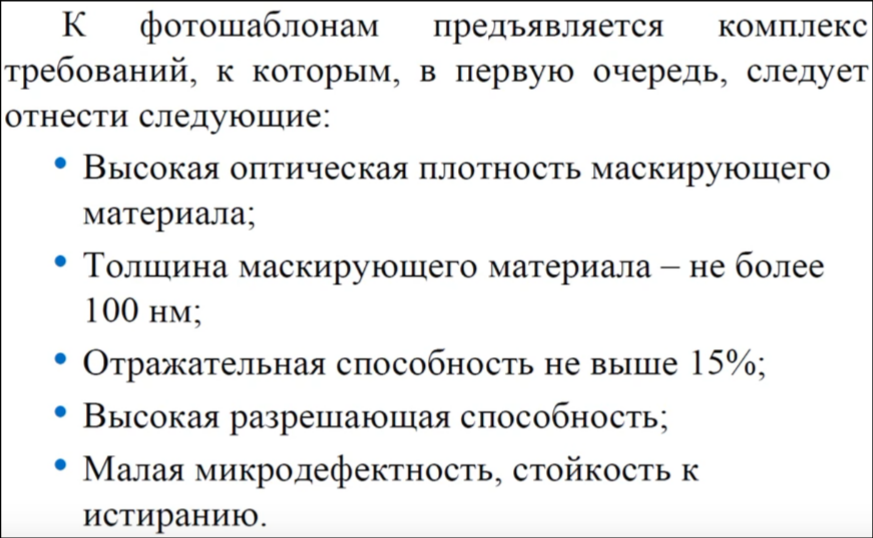 К фотошаблонам предъявляется комплекс
требований, к которым, в первую очередь, следует
отнести следующие:
• Высокая оптическая плотность маскирующего
материала;
• Толщина маскирующего материала – не более
100 нм;
• Отражательная способность не выше 15%;
• Высокая разрешающая способность;
• Малая микродефектность, стойкость к
истиранию.